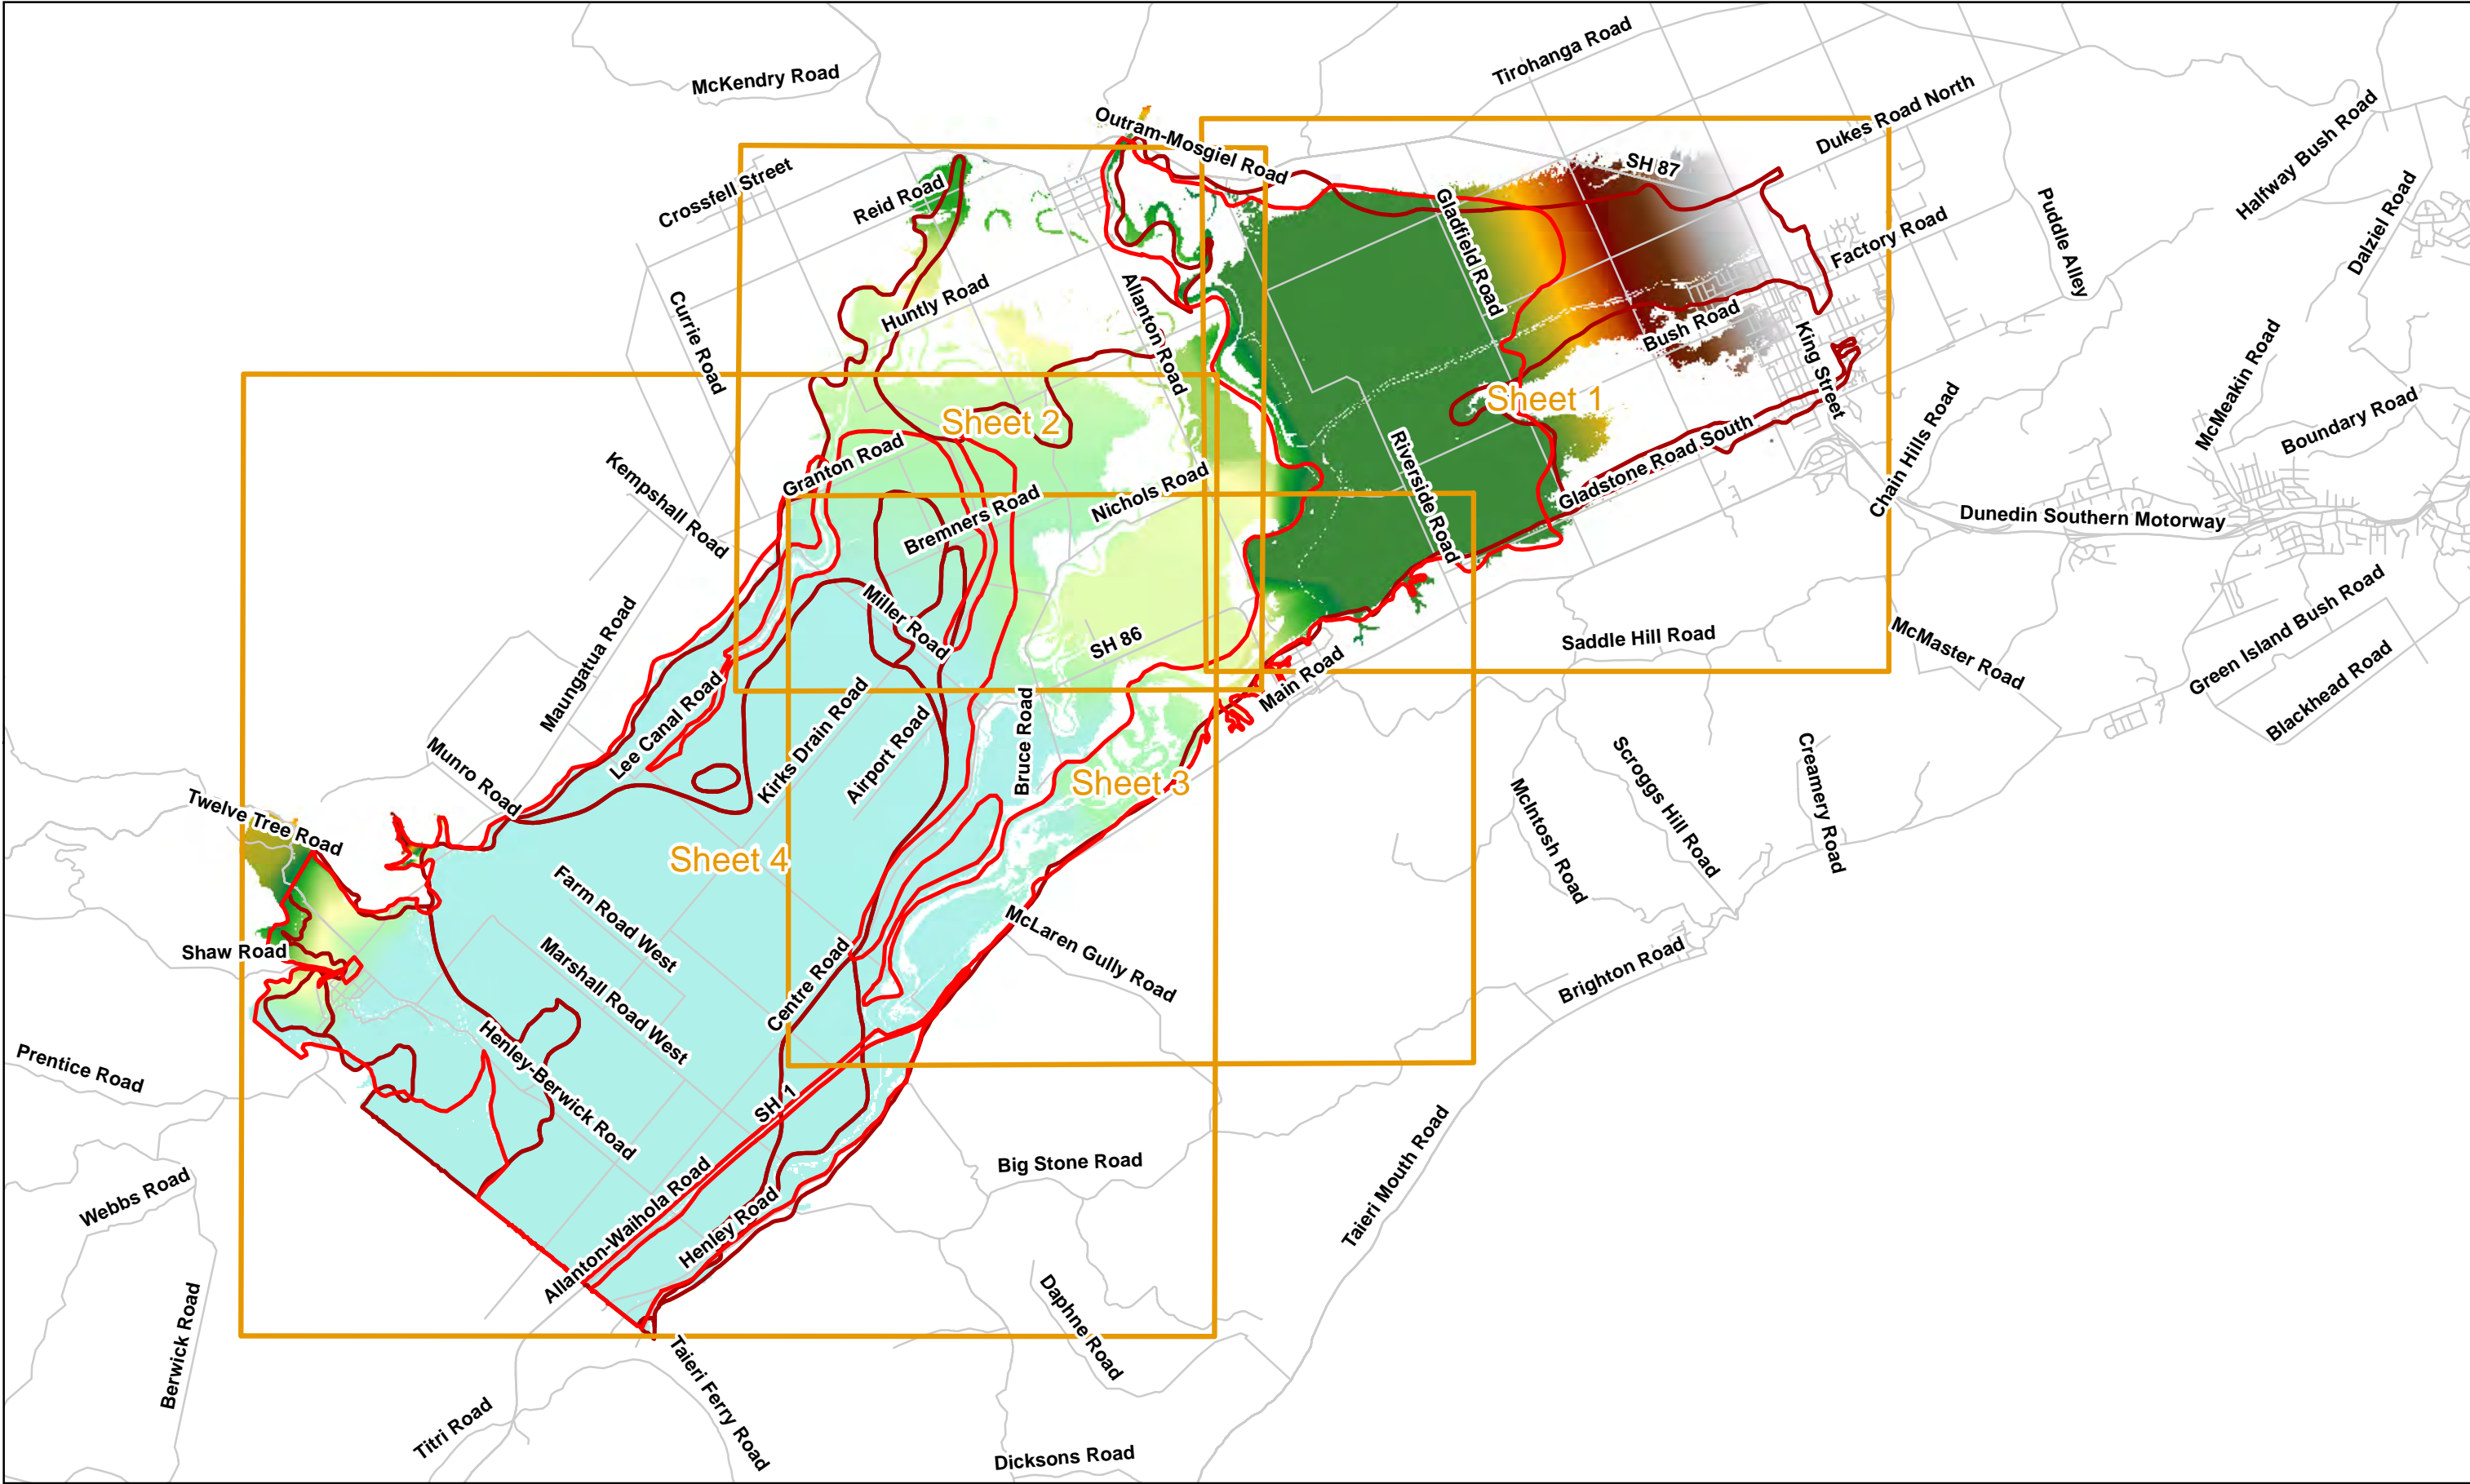 Tirohanga Road
McKendry Road
Dukes Road North
Halfway Bush Road
Outram-Mosgiel Road
SH 87
Crossfell Street
Reid Road
Gladfield Road
Factory Road
Puddle Alley
Dalziel Road
Currie Road
Huntly Road
Allanton Road
Bush Road
King Street
McMeakin Road
Sheet 1
Sheet 2
Boundary Road
Chain Hills Road
Granton Road
Kempshall Road
Nichols Road
Riverside Road
Gladstone Road South
Dunedin Southern Motorway
Bremners Road
Miller Road
SH 86
Saddle Hill Road
McMaster Road
Green Island Bush Road
Blackhead Road
Maungatua Road
Main Road
Lee Canal Road
Kirks Drain Road
Airport Road
Bruce Road
Munro Road
Sheet 3
Scroggs Hill Road
Creamery Road
McIntosh Road
Twelve Tree Road
Sheet 4
Farm Road West
McLaren Gully Road
Shaw Road
Marshall Road West
Centre Road
Brighton Road
Prentice Road
Henley-Berwick Road
SH 1
Big Stone Road
Taieri Mouth Road
Webbs Road
Allanton-Waihola Road
Henley Road
Berwick Road
Daphne Road
Taieri Ferry Road
Titri Road
Dicksons Road